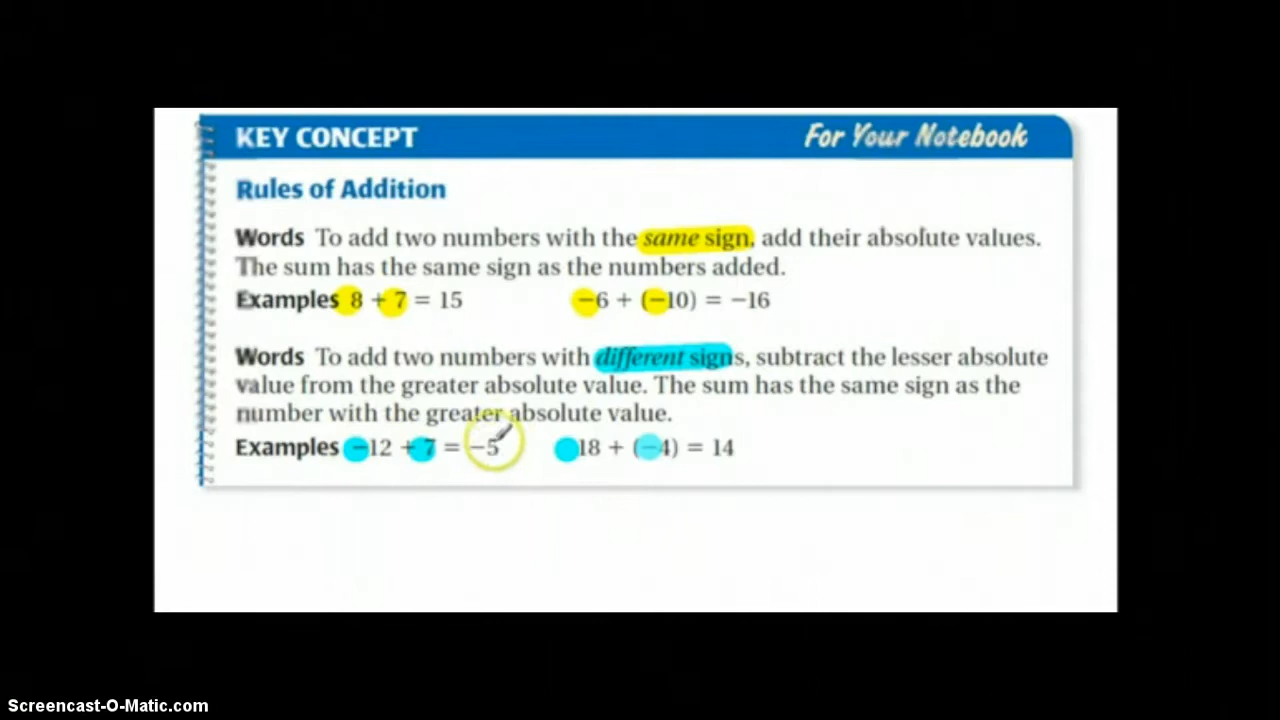 KEY CONCEPT For Your Notebook
Rules of Addition
Words To add two numbers with the same sign, add their absolute values.
The sum has the same sign as the numbers added.
Examples 8 + 7 = 15 −6 + (−10) = −16
Words To add two numbers with different signs, subtract the lesser absolute
value from the greater absolute value. The sum has the same sign as the
number with the greater absolute value.
Examples −12 + 7 = −5 18 + (−4) = 14
Screencast-O-Matic.com